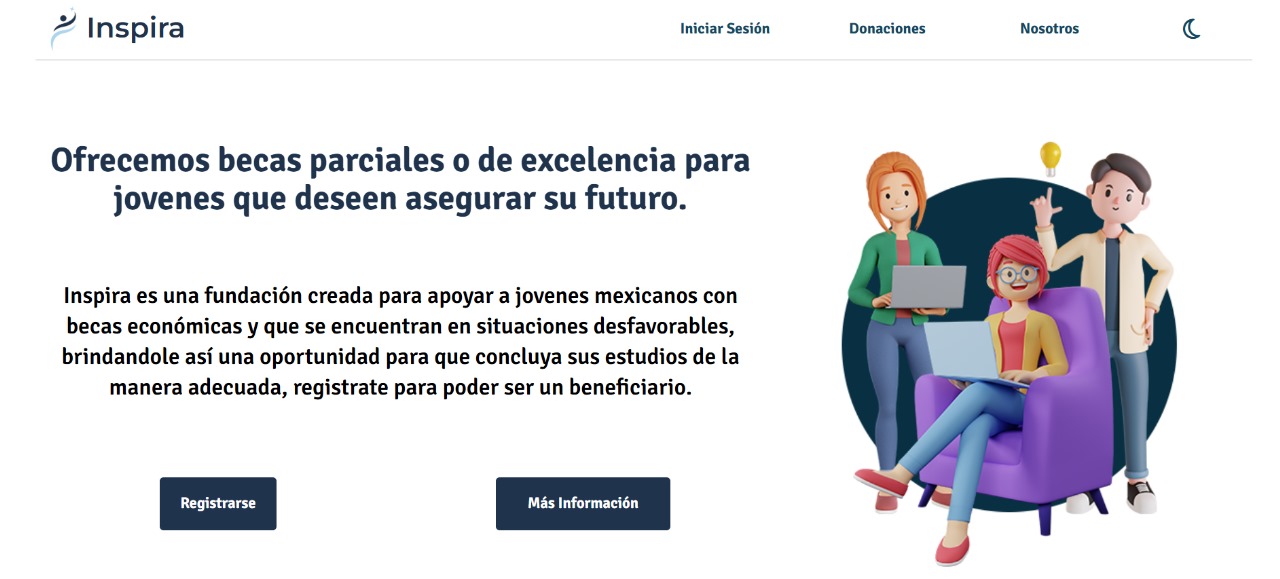 Inspira
Iniciar Sesión
Donaciones
Nosotros
Ofrecemos becas parciales o de excelencia para
jovenes que deseen asegurar su futuro.
Inspira es una fundación creada para apoyar a jovenes mexicanos con
becas económicas y que se encuentran en situaciones desfavorables,
brindandole así una oportunidad para que concluya sus estudios de la
manera adecuada, registrate para poder ser un beneficiario.
Registrarse
Más Información